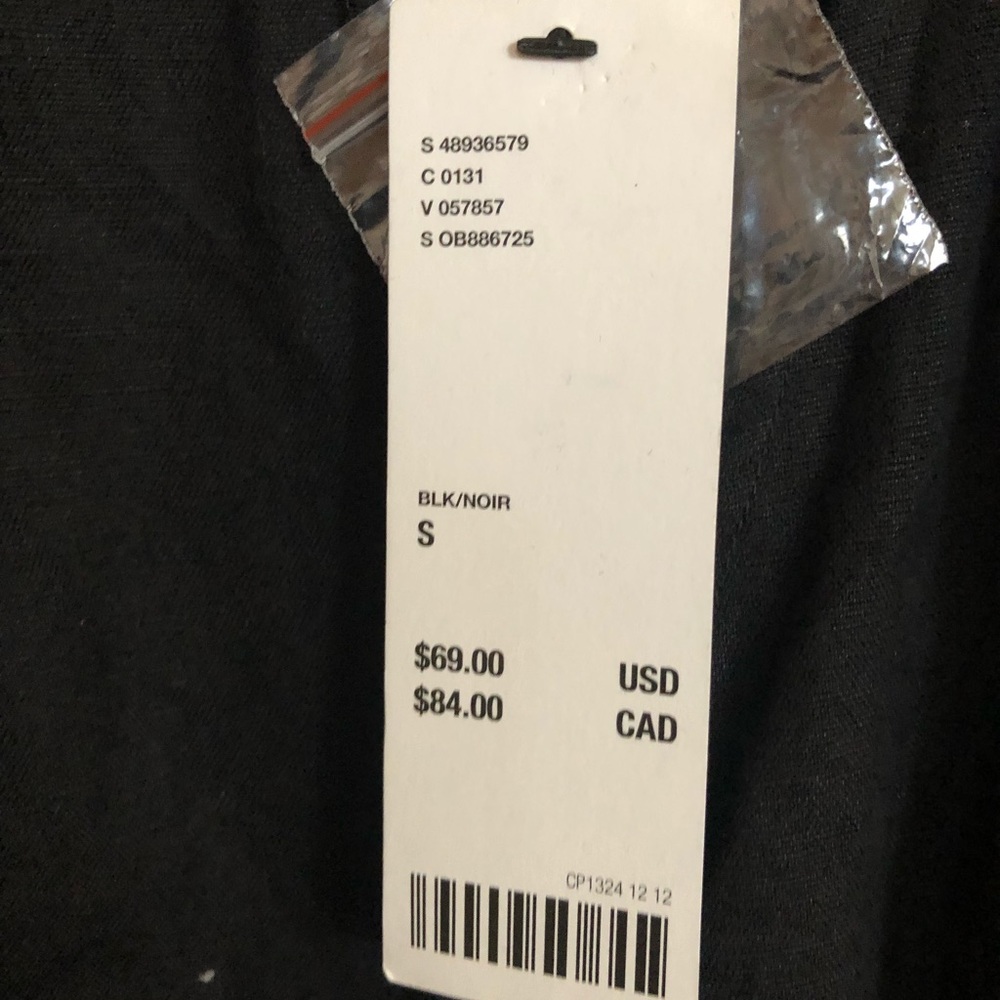 S 48936579
C 0131
V 057857
S OB886725
BLK/NOIR
S
$69.00 USD
$84.00 CAD
CP1324 12 12